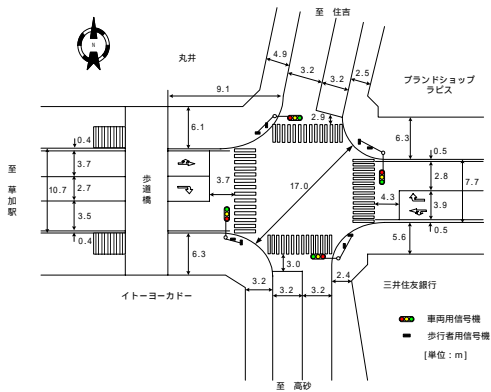 至 住吉
丸井
N
4.9
3.2
3.2
2.5
ブランドショップ
ラピス
9.1
2.9
6.1
6.3
0.4
0.5
至 草加駅
3.7
10.7
2.7
3.5
0.4
歩道橋
3.7
17.0
4.3
2.8
7.7
3.9
0.5
6.3
5.6
3.0
イトーヨーカドー
3.2
3.2
3.2
2.4
三井住友銀行
車両用信号機
歩行者用信号機
[単位:m]
至 高砂